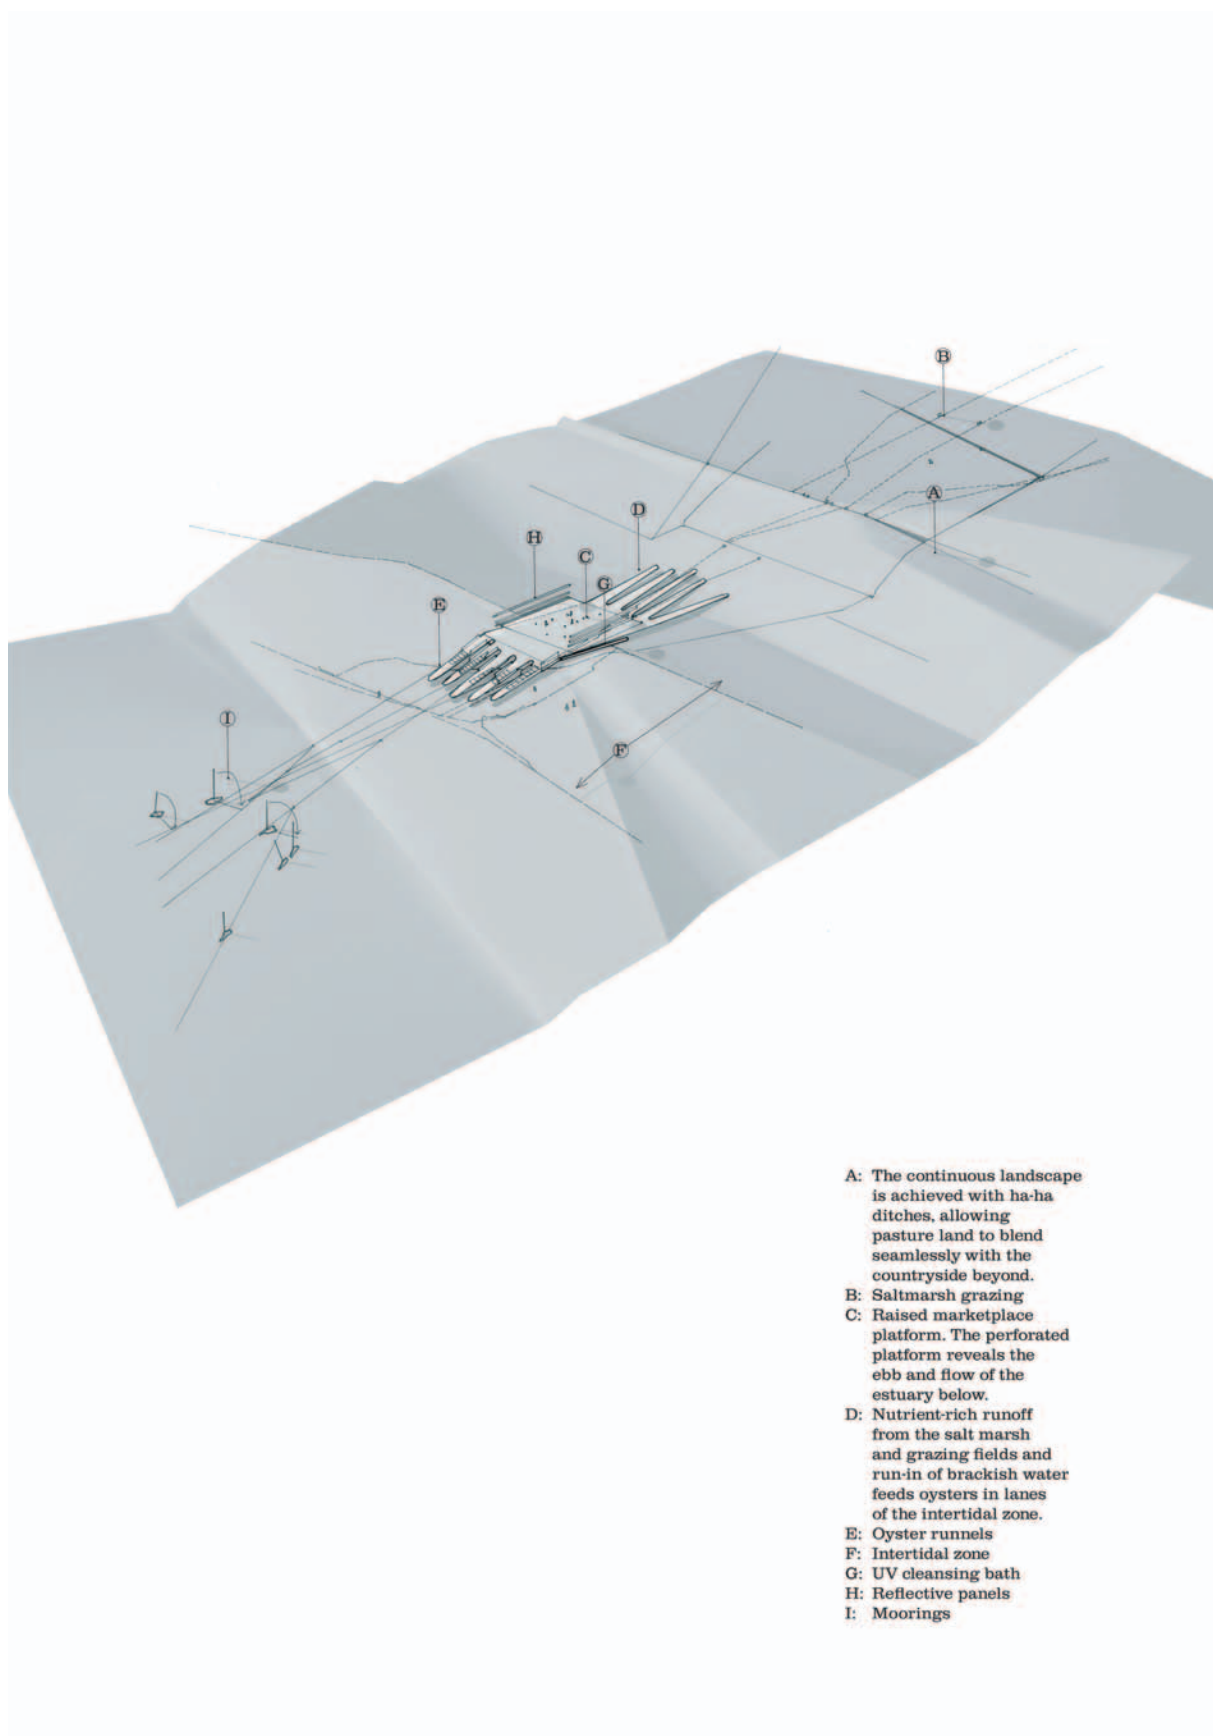 B
A
D
H
C
G
E
I
F
A: The continuous landscape
is achieved with ha-ha
ditches, allowing
pasture land to blend
seamlessly with the
countryside beyond.
B: Saltmarsh grazing
C: Raised marketplace
platform. The perforated
platform reveals the
ebb and flow of the
estuary below.
D: Nutrient-rich runoff
from the salt marsh
and grazing fields and
run-in of brackish water
feeds oysters in lanes
of the intertidal zone.
E: Oyster runnels
F: Intertidal zone
G: UV cleansing bath
H: Reflective panels
I: Moorings